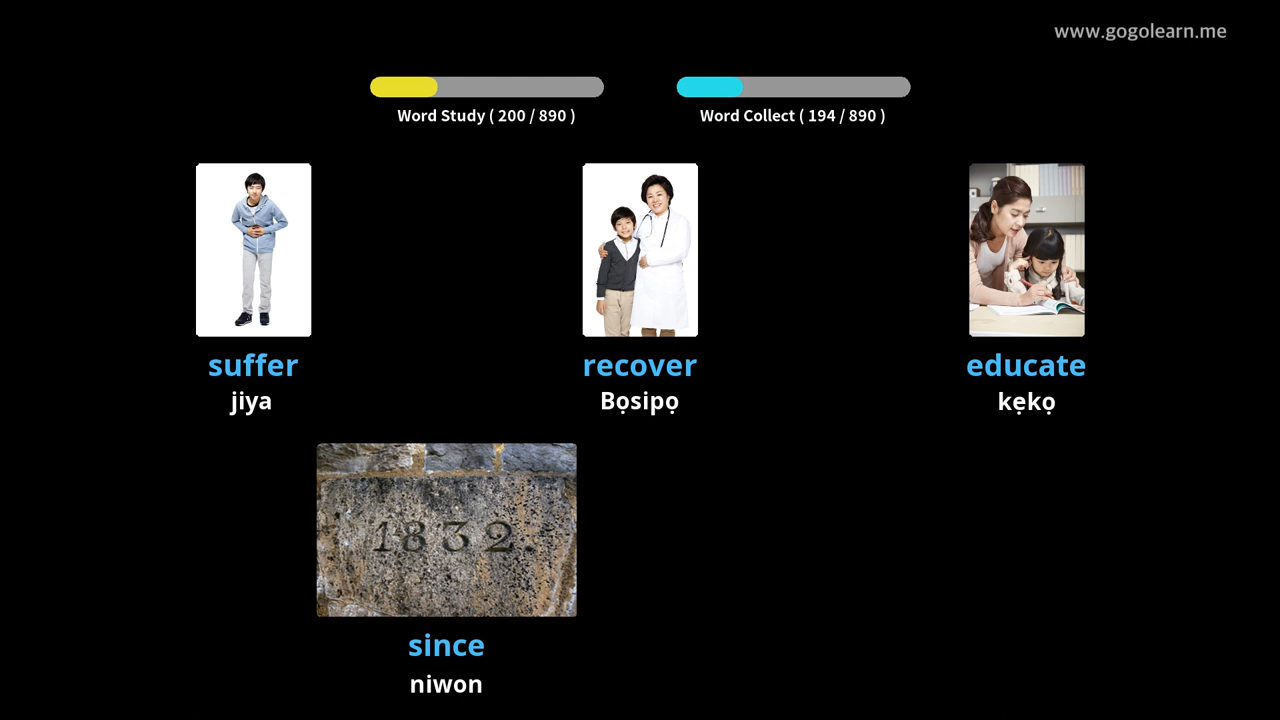 www.gogolearn.me
Word Study ( 200 / 890 )
Word Collect ( 194 / 890 )
suffer
jiya
recover
Bọsipọ
educate
kẹkọ
1832
since
niwon